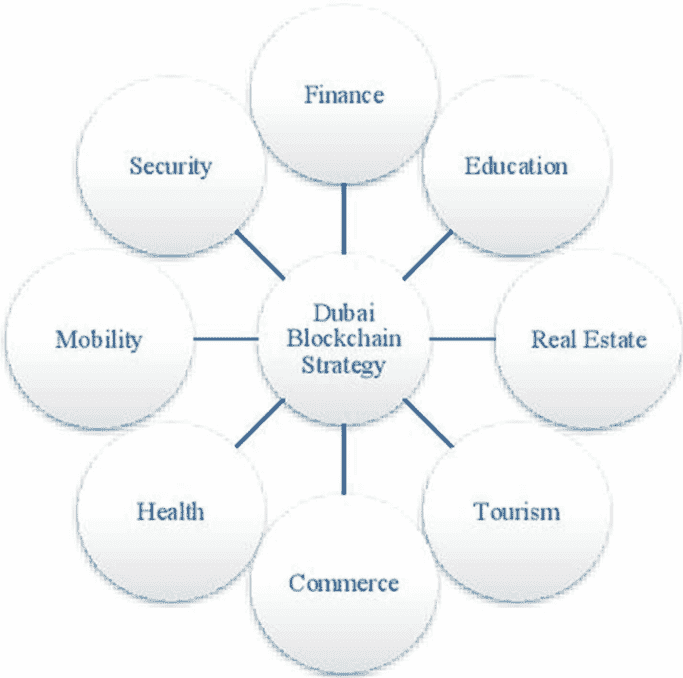 Finance
Security
Education
Dubai
Blockchain
Strategy
Mobility
Real Estate
Health
Tourism
Commerce